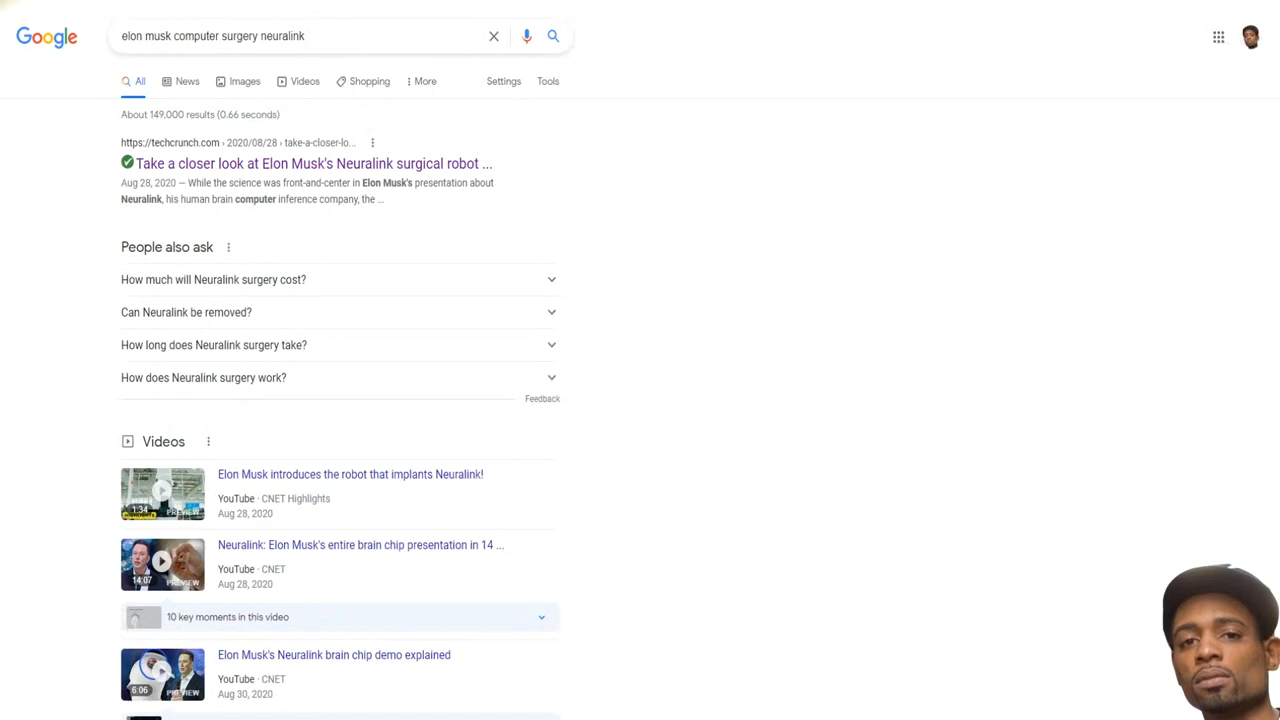 Google
elon musk computer surgery neuralink
All News Images Videos Shopping More Settings Tools
About 149,000 results (0.66 seconds)
https://techcrunch.com › 2020/08/28 › take-a-closer-lo...
Take a closer look at Elon Musk's Neuralink surgical robot ...
Aug 28, 2020 — While the science was front-and-center in Elon Musk's presentation about
Neuralink, his human brain computer inference company, the ...
People also ask
How much will Neuralink surgery cost?
Can Neuralink be removed?
How long does Neuralink surgery take?
How does Neuralink surgery work?
Feedback
Videos
Elon Musk introduces the robot that implants Neuralink!
YouTube · CNET Highlights
Aug 28, 2020
1:34
PREVIEW
Neuralink: Elon Musk's entire brain chip presentation in 14 ...
YouTube · CNET
Aug 28, 2020
14:07
PREVIEW
10 key moments in this video
Elon Musk's Neuralink brain chip demo explained
YouTube · CNET
Aug 30, 2020
6:06
PREVIEW